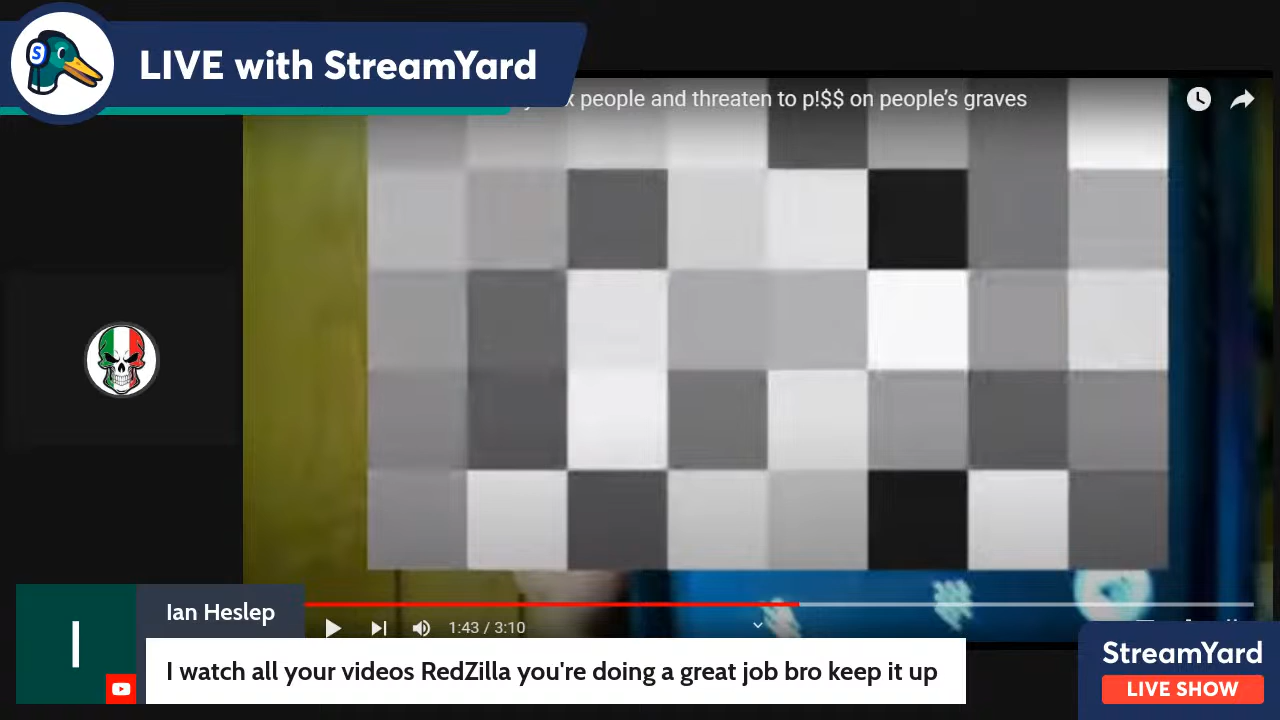 LIVE with StreamYard
people and threaten to p!$$ on people’s graves
S
Ian Heslep
I
1:43 / 3:10
I watch all your videos RedZilla you're doing a great job bro keep it up
StreamYard
LIVE SHOW